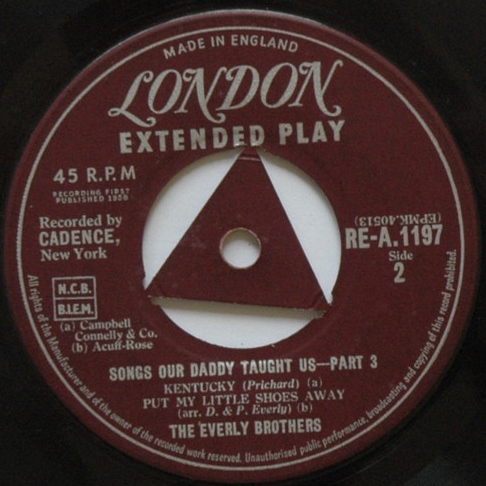 MADE IN ENGLAND
LONDON
EXTENDED PLAY
45 R.P.M
RECORDING FIRST
PUBLISHED 1958
Recorded by
CADENCE,
New York
(EPMK.40513)
RE-A.1197
Side
2
N.C.B.
B.I.E.M.
(a) Campbell
Connelly & Co.
(b) Acuff-Rose
SONGS OUR DADDY TAUGHT US—PART 3
KENTUCKY (Prichard) (a)
PUT MY LITTLE SHOES AWAY
(arr. D. & P. Everly) (b)
THE EVERLY BROTHERS
All rights of the Manufacturer and of the owner of the recorded work reserved. Unauthorised public performance, broadcasting and copying of this record prohibited.